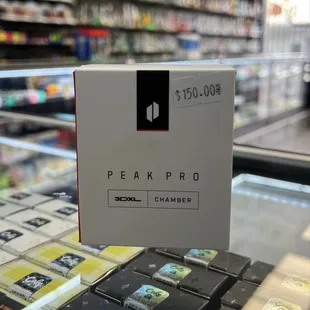 $150.00
PEAK PRO
3DXL CHAMBER